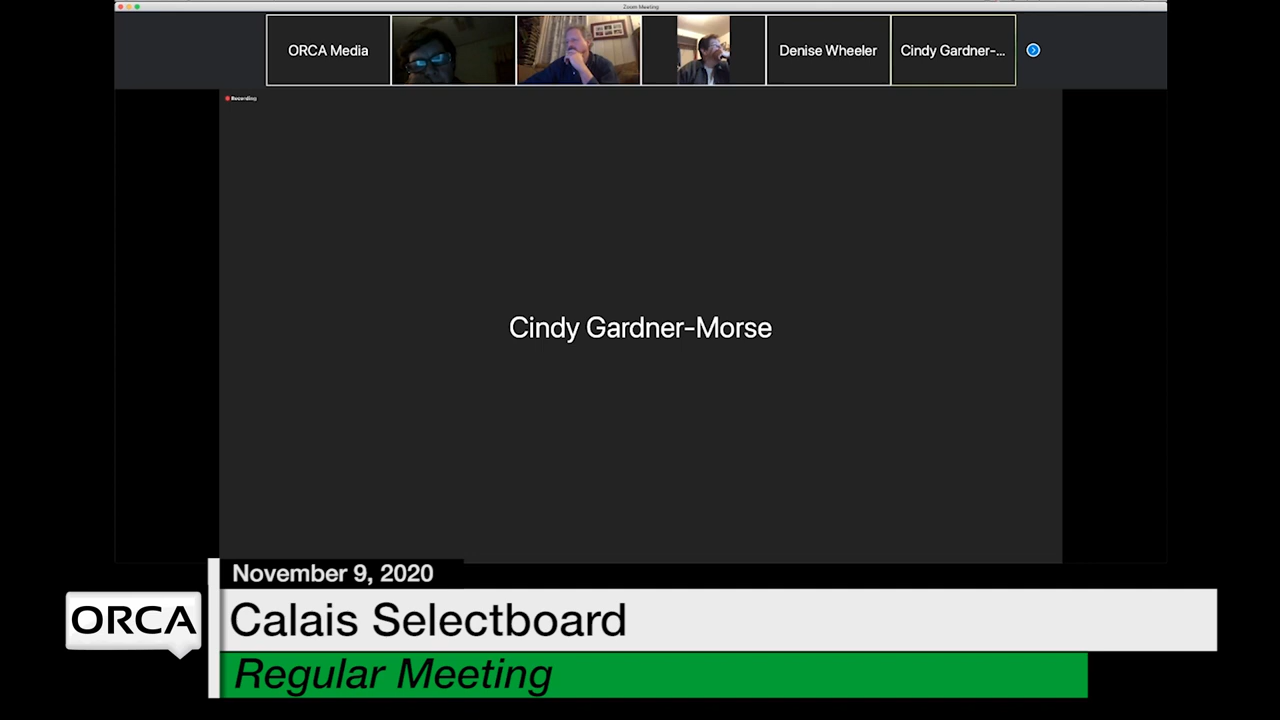 Zoom Meeting
ORCA Media
Denise Wheeler
Cindy Gardner-...
Recording
Cindy Gardner-Morse
November 9, 2020
ORCA
Calais Selectboard
Regular Meeting